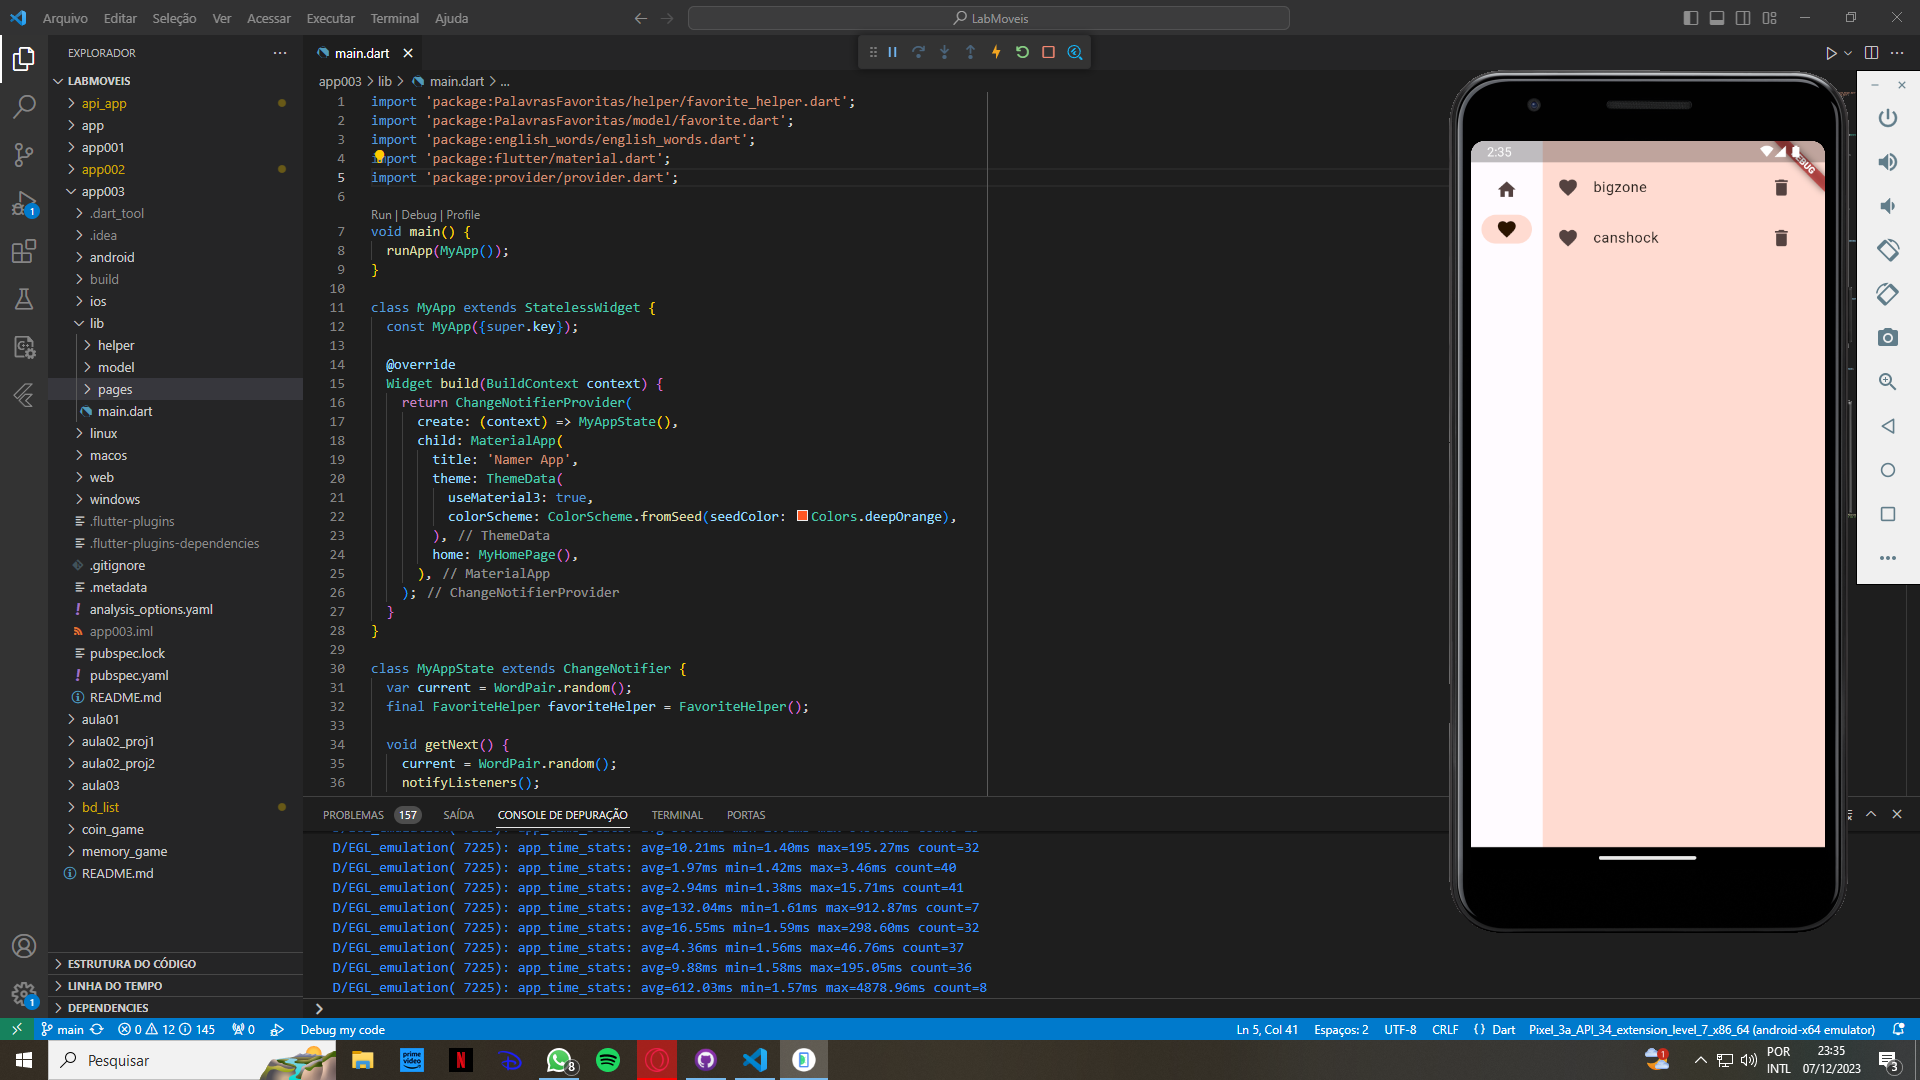 Arquivo Editar Seleção Ver Acessar Executar Terminal Ajuda
LabMoveis
EXPLORADOR
LABMOVEIS
api_app
app
app001
app002
app003
.dart_tool
.idea
android
build
ios
lib
helper
model
pages
main.dart
linux
macos
web
windows
.flutter-plugins
.flutter-plugins-dependencies
.gitignore
.metadata
analysis_options.yaml
app003.iml
pubspec.lock
pubspec.yaml
README.md
aula01
aula02_proj1
aula02_proj2
aula03
bd_list
coin_game
memory_game
README.md
ESTRUTURA DO CÓDIGO
LINHA DO TEMPO
DEPENDENCIES
main.dart
app003 > lib > main.dart > ...
1 import 'package:PalavrasFavoritas/helper/favorite_helper.dart';
2 import 'package:PalavrasFavoritas/model/favorite.dart';
3 import 'package:english_words/english_words.dart';
4 import 'package:flutter/material.dart';
5 import 'package:provider/provider.dart';
6
Run | Debug | Profile
7 void main() {
8 runApp(MyApp());
9 }
10
11 class MyApp extends StatelessWidget {
12 const MyApp({super.key});
13
14 @override
15 Widget build(BuildContext context) {
16 return ChangeNotifierProvider(
17 create: (context) => MyAppState(),
18 child: MaterialApp(
19 title: 'Namer App',
20 theme: ThemeData(
21 useMaterial3: true,
22 colorScheme: ColorScheme.fromSeed(seedColor: Colors.deepOrange),
23 ), // ThemeData
24 home: MyHomePage(),
25 ), // MaterialApp
26 ); // ChangeNotifierProvider
27 }
28 }
29
30 class MyAppState extends ChangeNotifier {
31 var current = WordPair.random();
32 final FavoriteHelper favoriteHelper = FavoriteHelper();
33
34 void getNext() {
35 current = WordPair.random();
36 notifyListeners();
PROBLEMAS 157 SAÍDA CONSOLE DE DEPURAÇÃO TERMINAL PORTAS
D/EGL_emulation( 7225): app_time_stats: avg=10.21ms min=1.40ms max=195.27ms count=32
D/EGL_emulation( 7225): app_time_stats: avg=1.97ms min=1.42ms max=3.46ms count=40
D/EGL_emulation( 7225): app_time_stats: avg=2.94ms min=1.38ms max=15.71ms count=41
D/EGL_emulation( 7225): app_time_stats: avg=132.04ms min=1.61ms max=912.87ms count=7
D/EGL_emulation( 7225): app_time_stats: avg=16.55ms min=1.59ms max=298.60ms count=32
D/EGL_emulation( 7225): app_time_stats: avg=4.36ms min=1.56ms max=46.76ms count=37
D/EGL_emulation( 7225): app_time_stats: avg=9.88ms min=1.58ms max=195.05ms count=36
D/EGL_emulation( 7225): app_time_stats: avg=612.03ms min=1.57ms max=4878.96ms count=8
2:35
bigzone
canshock
main 0 12 145 0 Debug my code
Ln 5, Col 41 Espaços: 2 UTF-8 CRLF {} Dart Pixel_3a_API_34_extension_level_7_x86_64 (android-x64 emulator)
1
1
Pesquisar
prime video
N
8
1
POR
INTL
23:35
07/12/2023
3